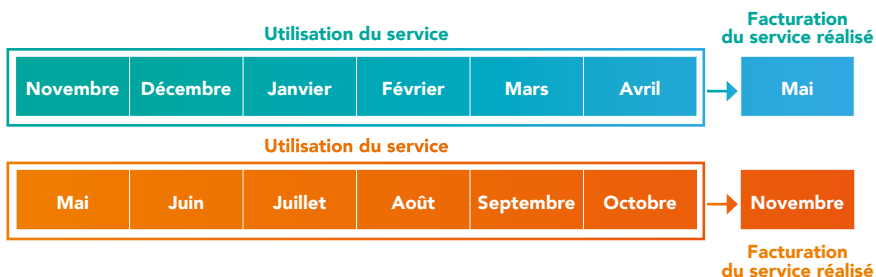 Facturation
du service réalisé
Utilisation du service
Novembre Décembre Janvier Février Mars Avril Mai
Utilisation du service
Mai Juin Juillet Août Septembre Octobre Novembre
Facturation
du service réalisé